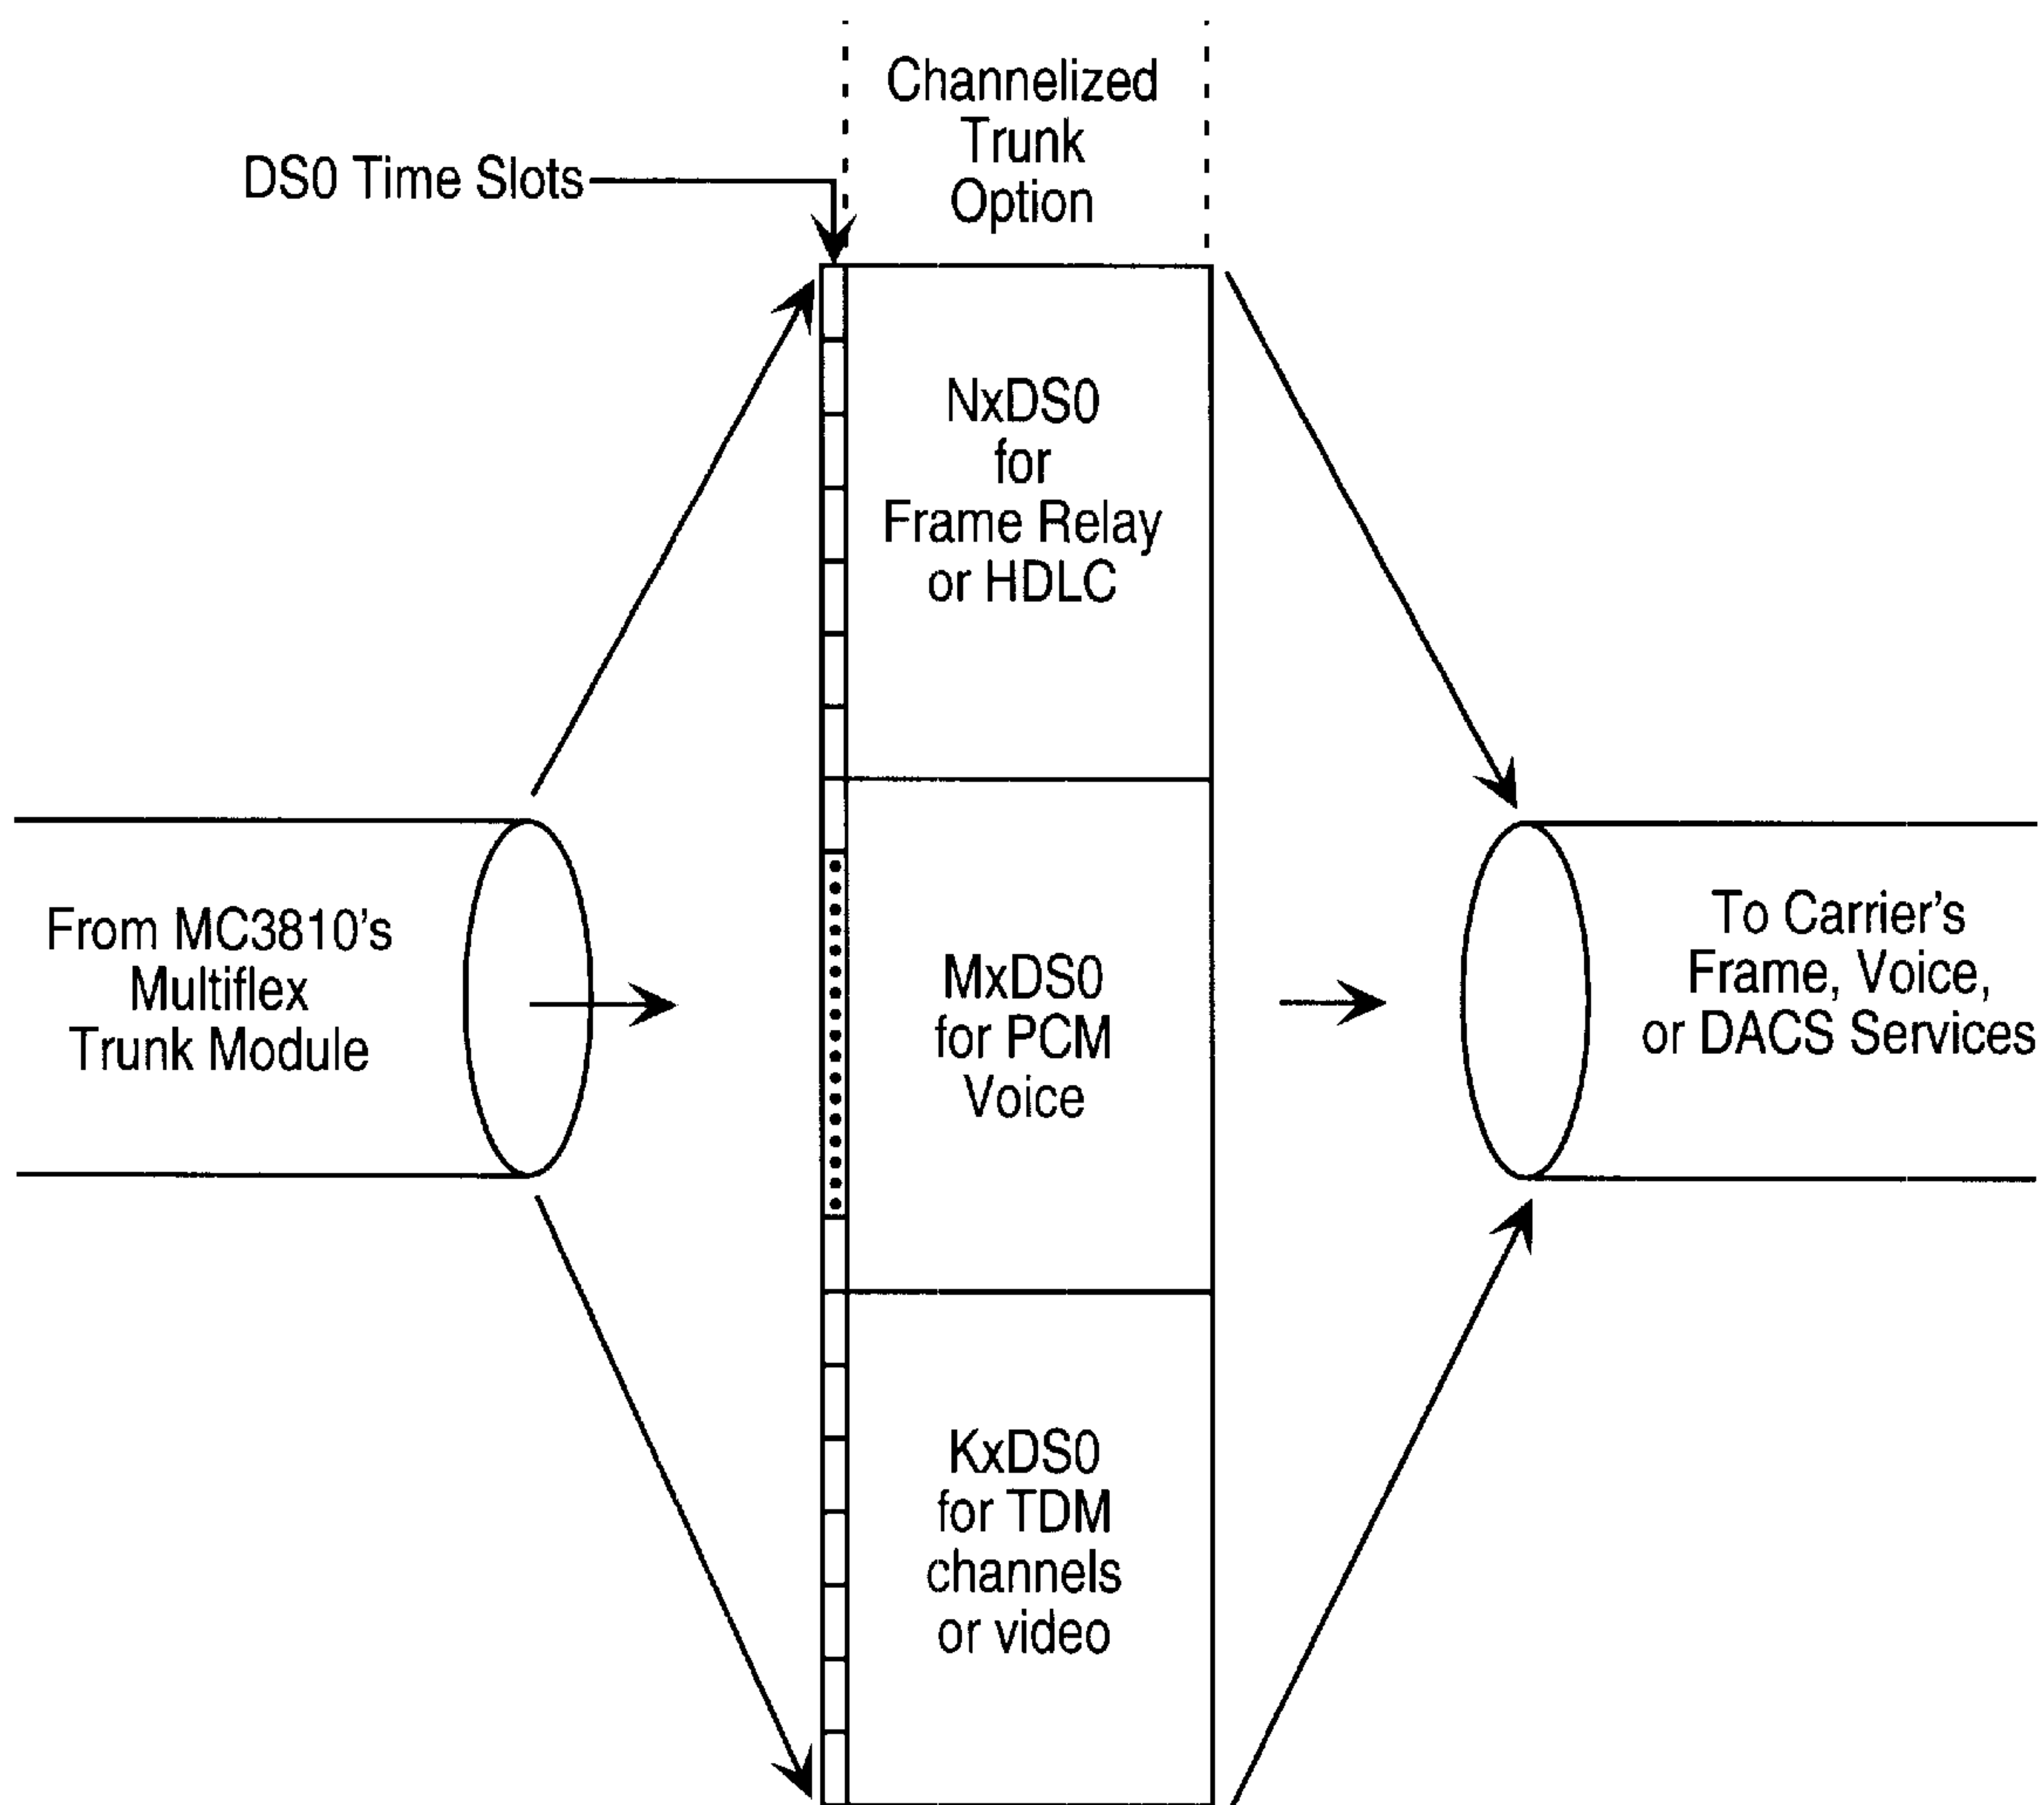 Channelized
Trunk
Option
DS0 Time Slots
NxDS0
for
Frame Relay
or HDLC
From MC3810's
Multiflex
Trunk Module
MxDS0
for PCM
Voice
To Carrier's
Frame, Voice,
or DACS Services
KxDS0
for TDM
channels
or video